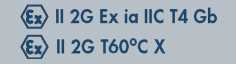 Ex II 2G Ex ia IIC T4 Gb
Ex II 2G T60°C X